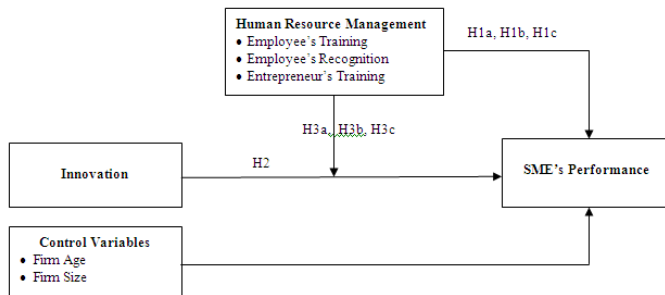 Human Resource Management
• Employee's Training
• Employee's Recognition
• Entrepreneur's Training
H1a, H1b, H1c
H3a, H3b, H3c
H2
Innovation
SME's Performance
Control Variables
• Firm Age
• Firm Size